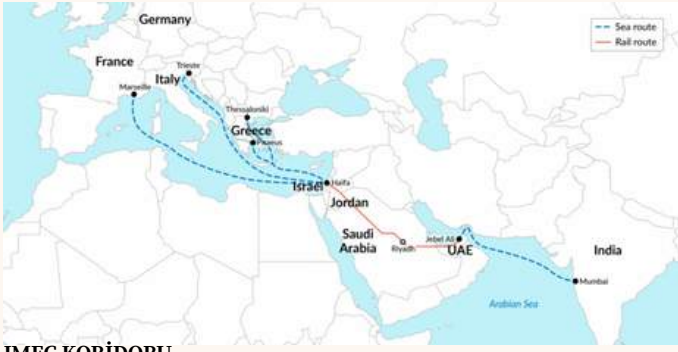 Germany
Sea route
Rail route
France
Trieste
Italy
Marseille
Thessaloniki
Greece
Piraeus
Israel
Haifa
Jordan
Saudi
Arabia
Riyadh
Jebel Ali
UAE
India
Mumbai
Arabian Sea
IMEC KORİDORU